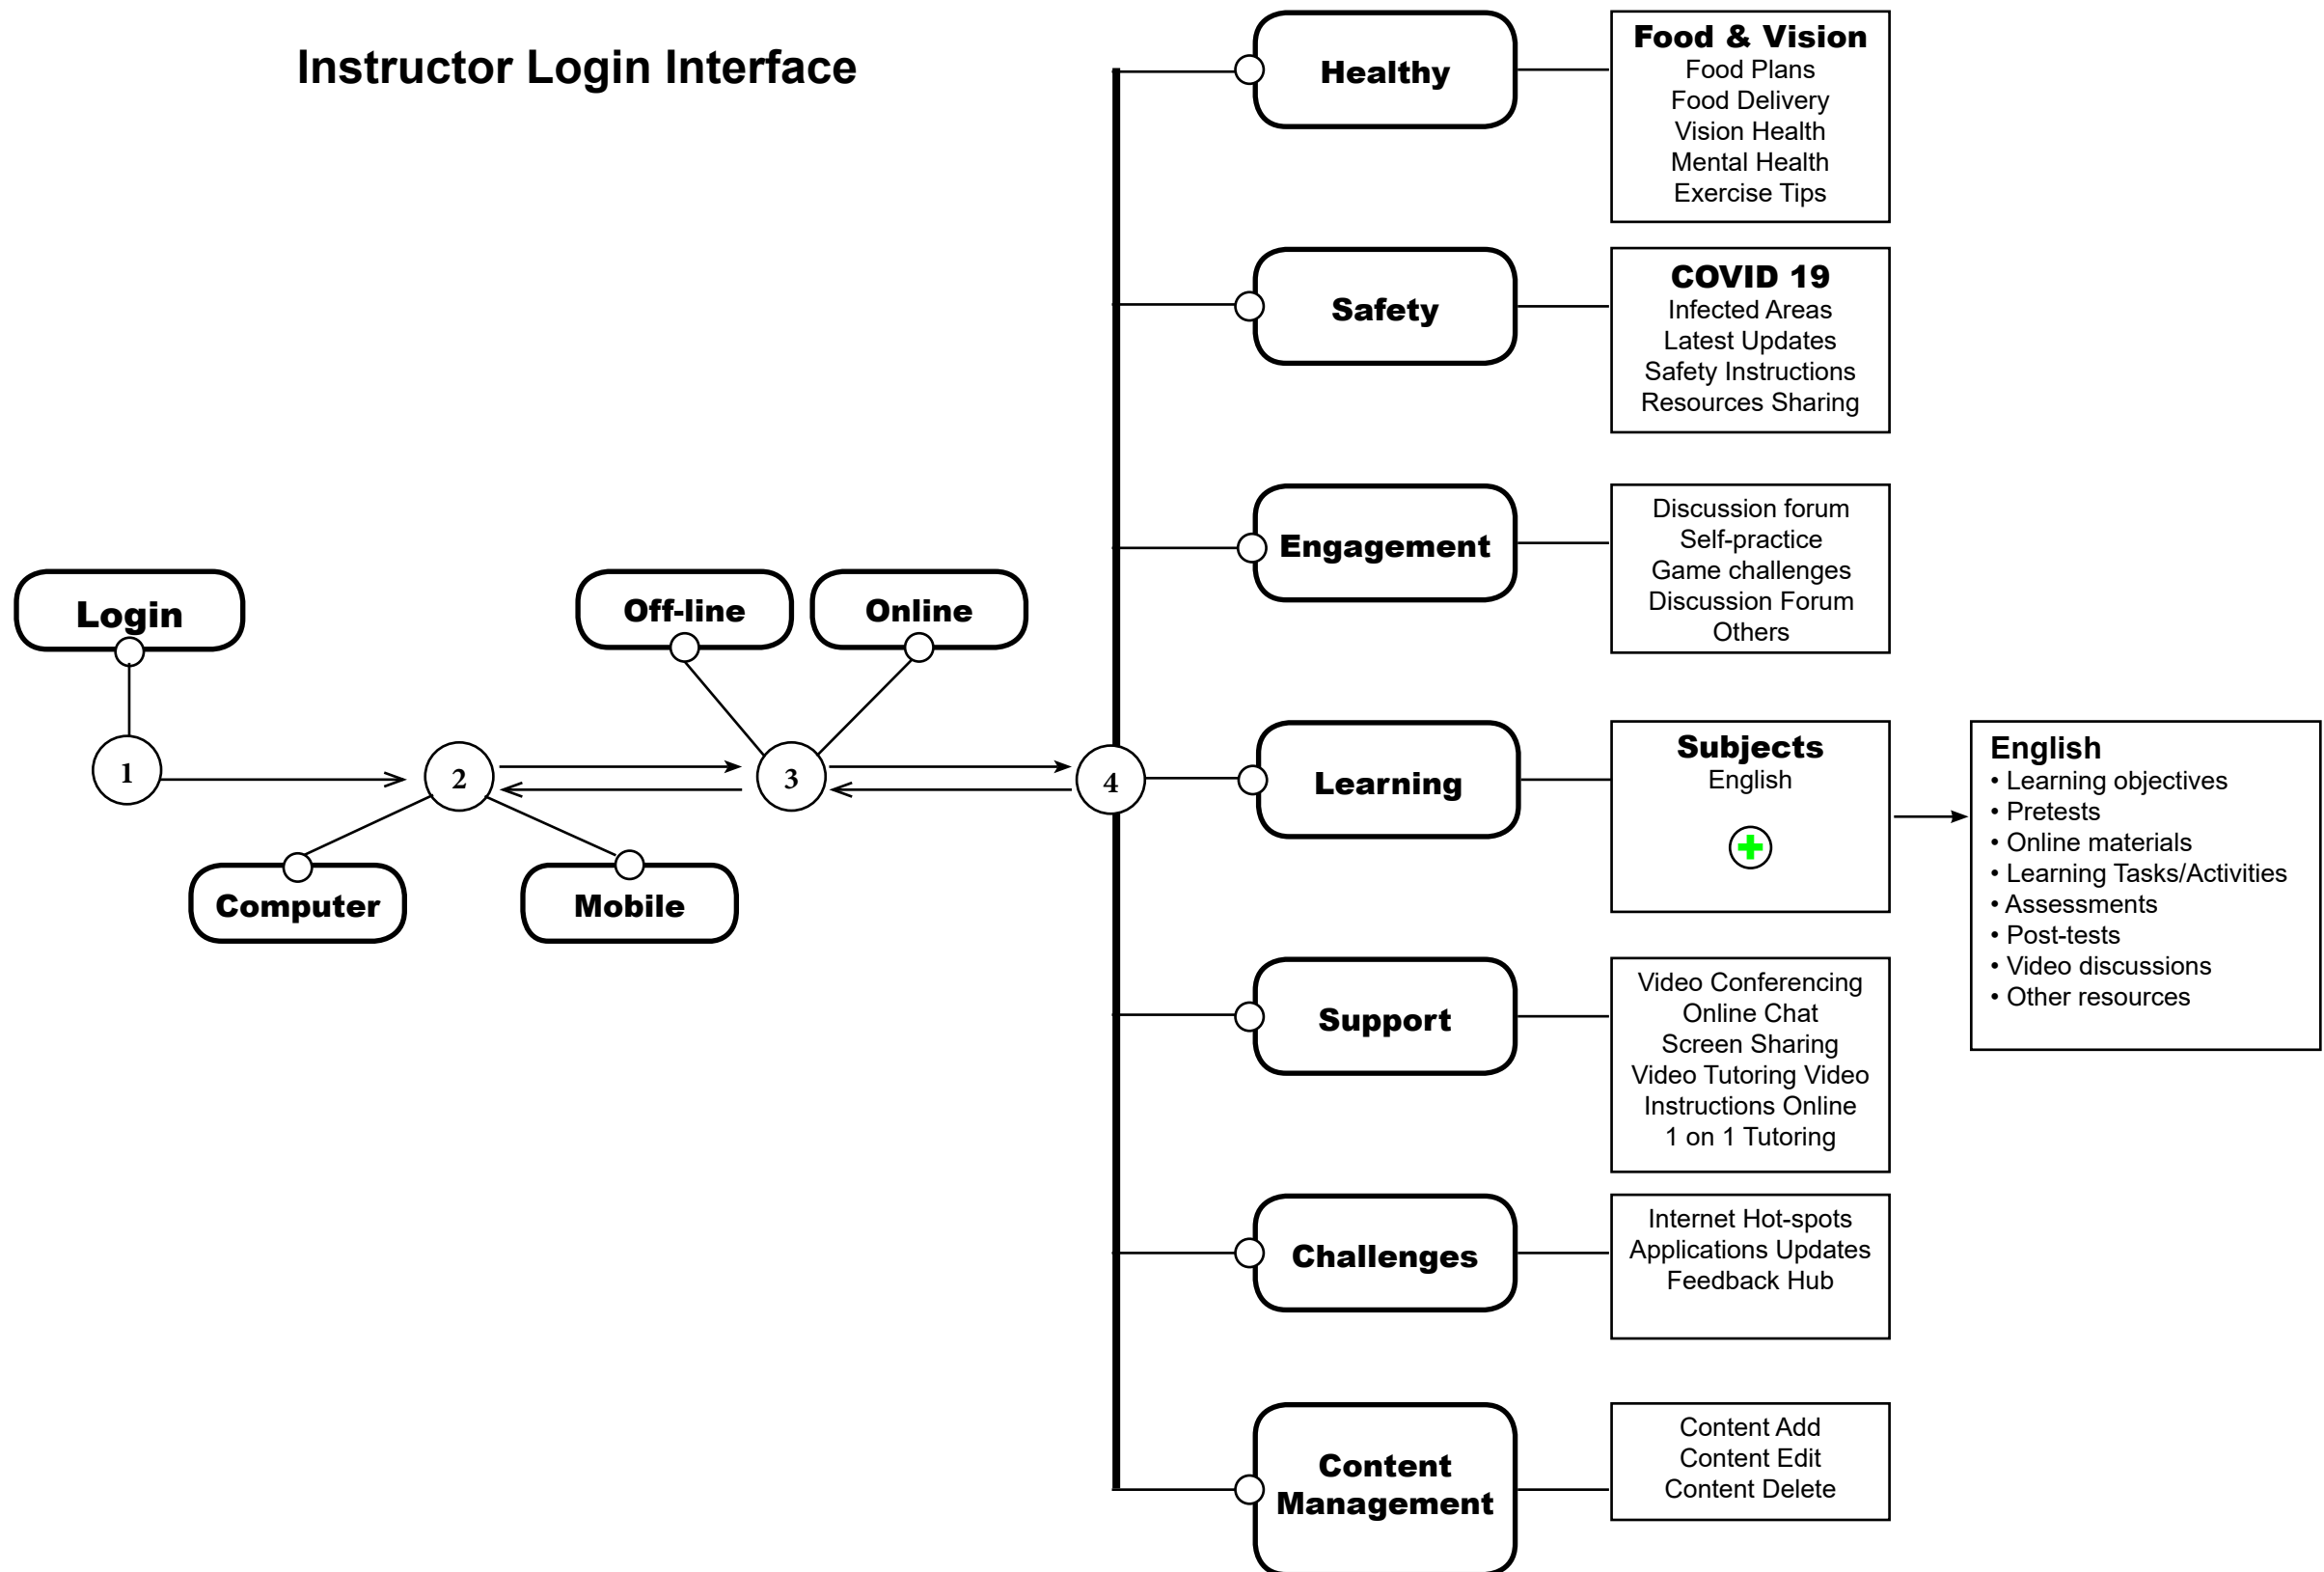 Instructor Login Interface
Login
1
2
Computer
Mobile
Off-line
Online
3
4
Healthy
Food & Vision
Food Plans
Food Delivery
Vision Health
Mental Health
Exercise Tips
Safety
COVID 19
Infected Areas
Latest Updates
Safety Instructions
Resources Sharing
Engagement
Discussion forum
Self-practice
Game challenges
Discussion Forum
Others
Learning
Subjects
English
English
• Learning objectives
• Pretests
• Online materials
• Learning Tasks/Activities
• Assessments
• Post-tests
• Video discussions
• Other resources
Support
Video Conferencing
Online Chat
Screen Sharing
Video Tutoring Video
Instructions Online
1 on 1 Tutoring
Challenges
Internet Hot-spots
Applications Updates
Feedback Hub
Content
Management
Content Add
Content Edit
Content Delete